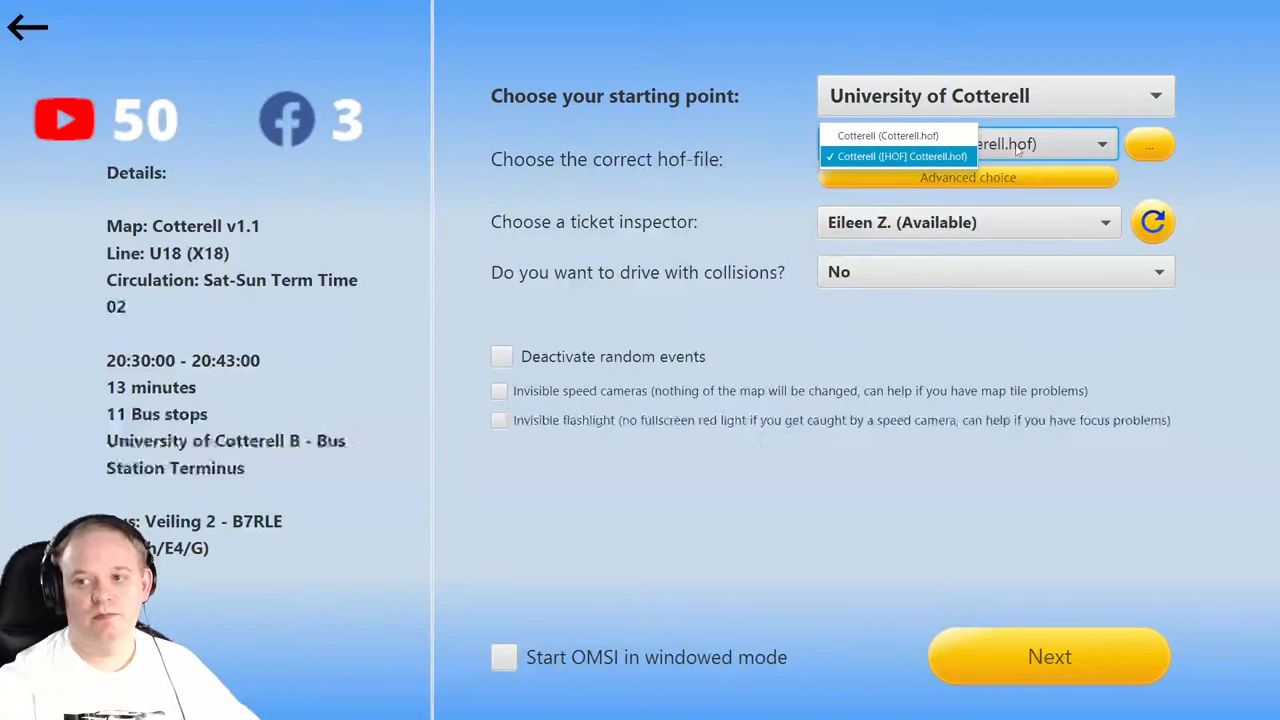 50
3
Details:
Map: Cotterell v1.1
Line: U18 (X18)
Circulation: Sat-Sun Term Time
02
20:30:00 - 20:43:00
13 minutes
11 Bus stops
University of Cotterell B - Bus
Station Terminus
Veiling 2 - B7RLE
/E4/G)
Choose your starting point:
University of Cotterell
Choose the correct hof-file:
Cotterell (Cotterell.hof)
✓ Cotterell ([HOF] Cotterell.hof)
erell.hof)
...
Advanced choice
Choose a ticket inspector:
Eileen Z. (Available)
Do you want to drive with collisions?
No
Deactivate random events
Invisible speed cameras (nothing of the map will be changed, can help if you have map tile problems)
Invisible flashlight (no fullscreen red light if you get caught by a speed camera, can help if you have focus problems)
Start OMSI in windowed mode
Next